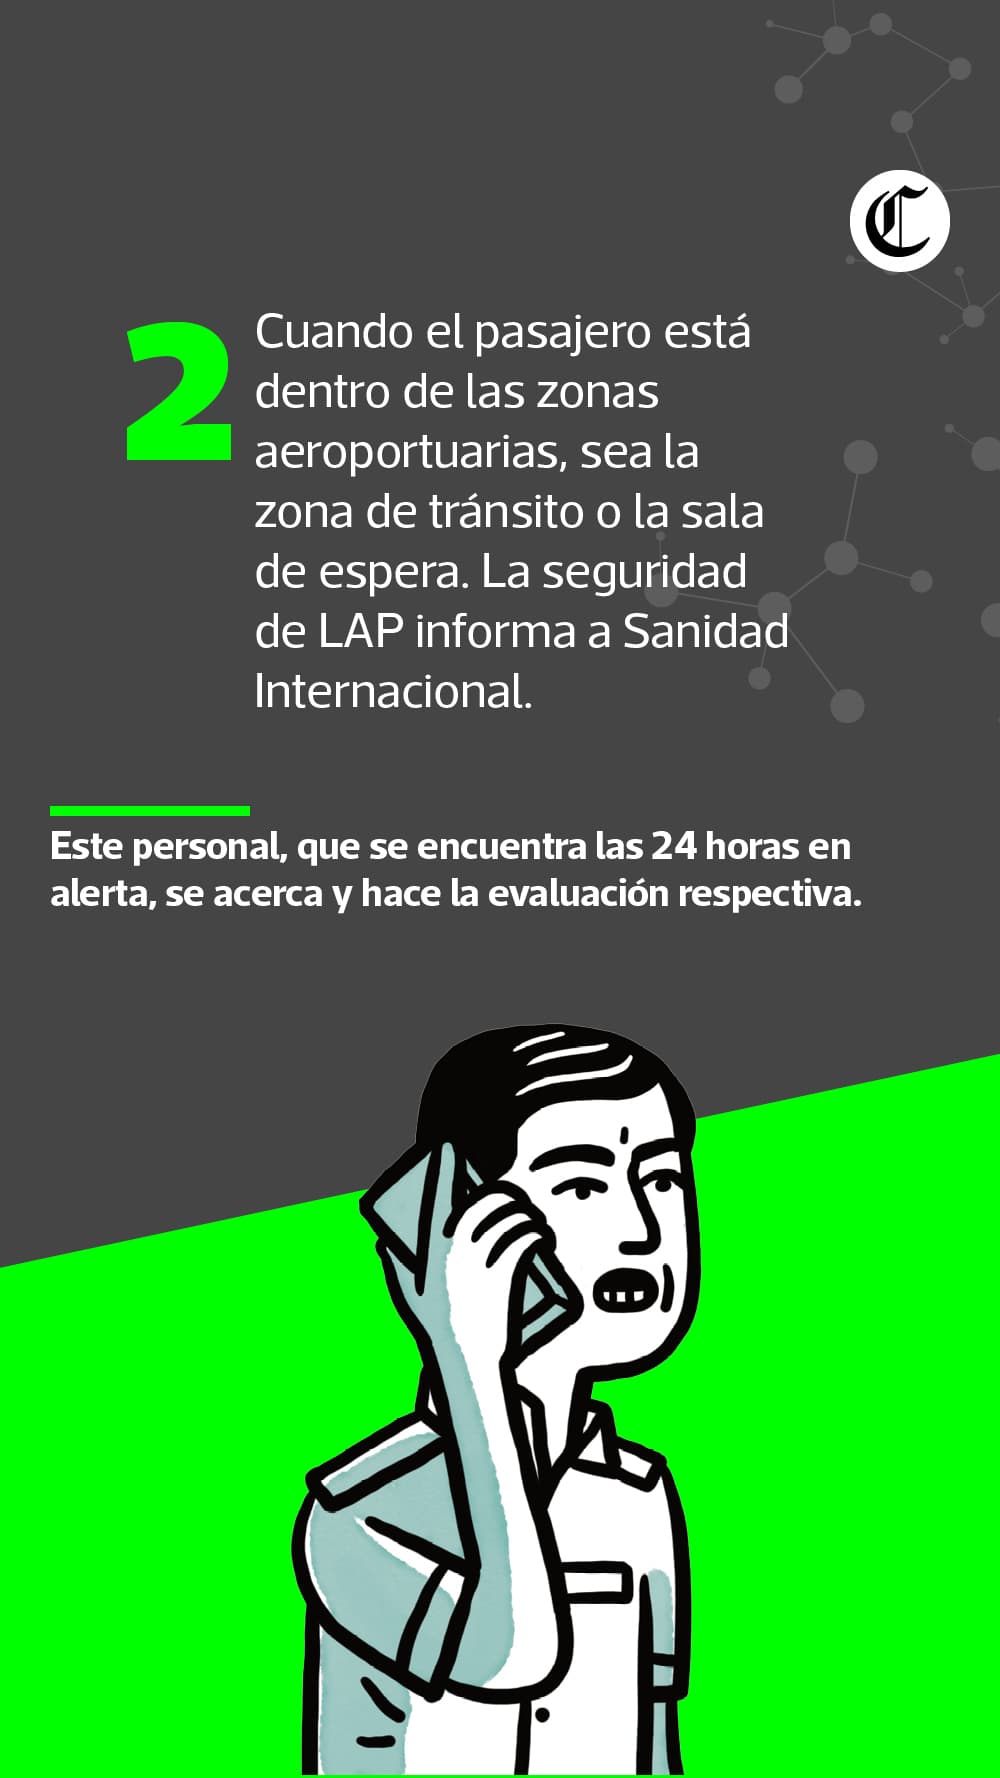 C
2
Cuando el pasajero está
dentro de las zonas
aeroportuarias, sea la
zona de tránsito o la sala
de espera. La seguridad
de LAP informa a Sanidad
Internacional.
Este personal, que se encuentra las 24 horas en
alerta, se acerca y hace la evaluación respectiva.